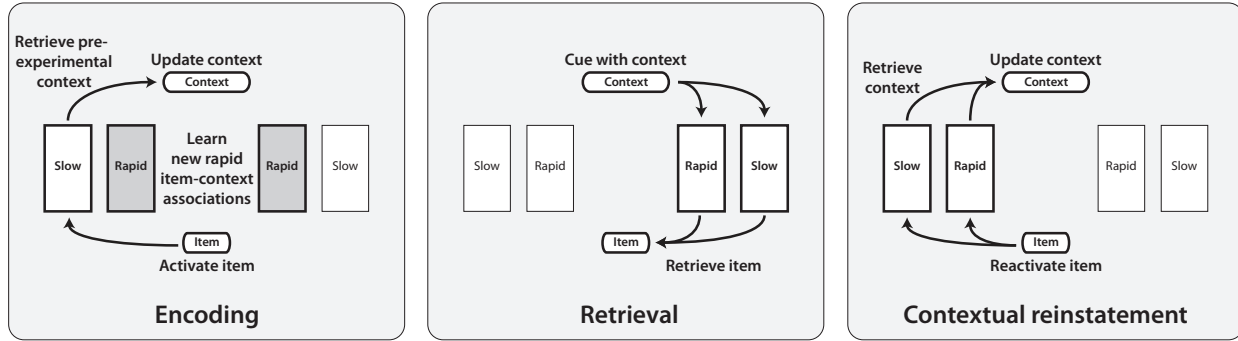 Retrieve pre-
experimental
context
Update context
Context
Slow
Rapid
Learn
new rapid
item-context
associations
Rapid
Slow
Item
Activate item
Encoding
Cue with context
Context
Slow
Rapid
Rapid
Slow
Item
Retrieve item
Retrieval
Retrieve
context
Update context
Context
Slow
Rapid
Rapid
Slow
Item
Reactivate item
Contextual reinstatement